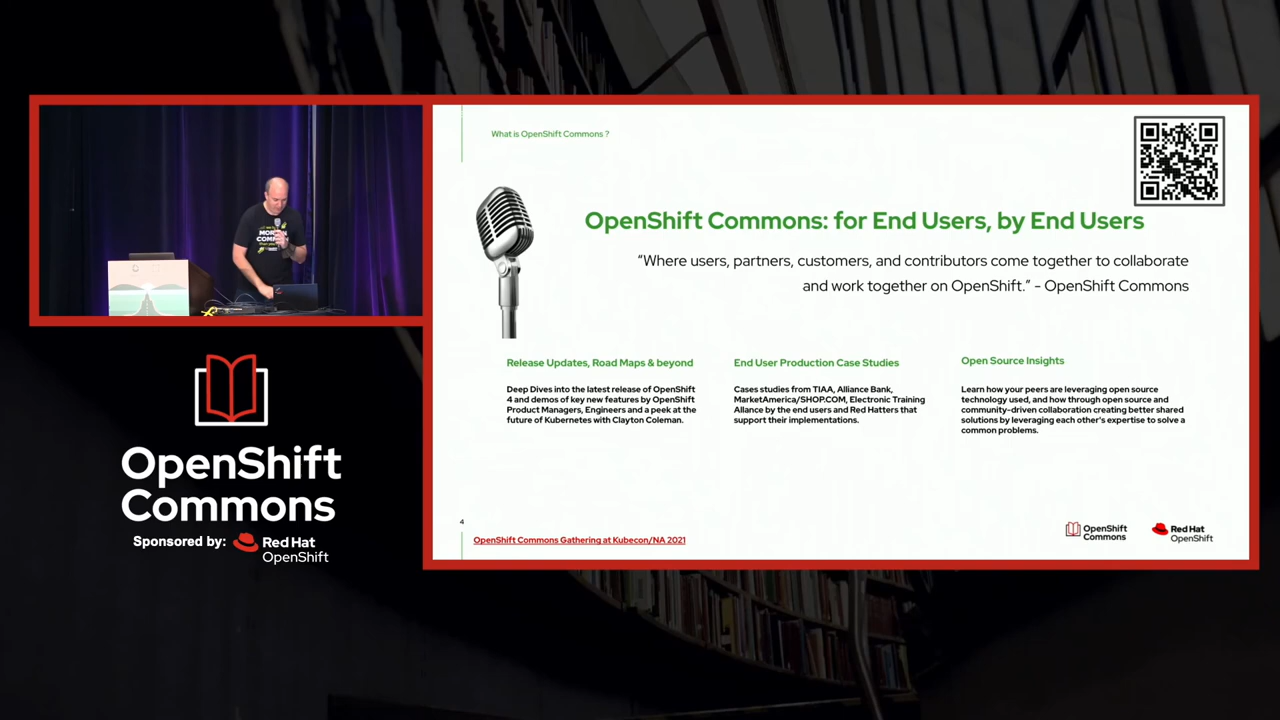 What is OpenShift Commons ?
OpenShift Commons: for End Users, by End Users
“Where users, partners, customers, and contributors come together to collaborate
and work together on OpenShift.” - OpenShift Commons
Release Updates, Road Maps & beyond
Deep Dives into the latest release of OpenShift
4 and demos of key new features by OpenShift
Product Managers, Engineers and a peek at the
future of Kubernetes with Clayton Coleman.
End User Production Case Studies
Cases studies from TIAA, Alliance Bank,
MarketAmerica/SHOP.COM, Electronic Training
Allance by the end users and Red Hatters that
support their implementations.
Open Source Insights
Learn how your peers are leveraging open source
technology used, and how through open source and
community-driven collaboration creating better shared
solutions by leveraging each other's expertise to solve a
common problems.
4
OpenShift Commons Gathering at Kubecon/NA 2021
OpenShift
Commons
Red Hat
OpenShift
OpenShift
Commons
Sponsored by:
Red Hat
OpenShift